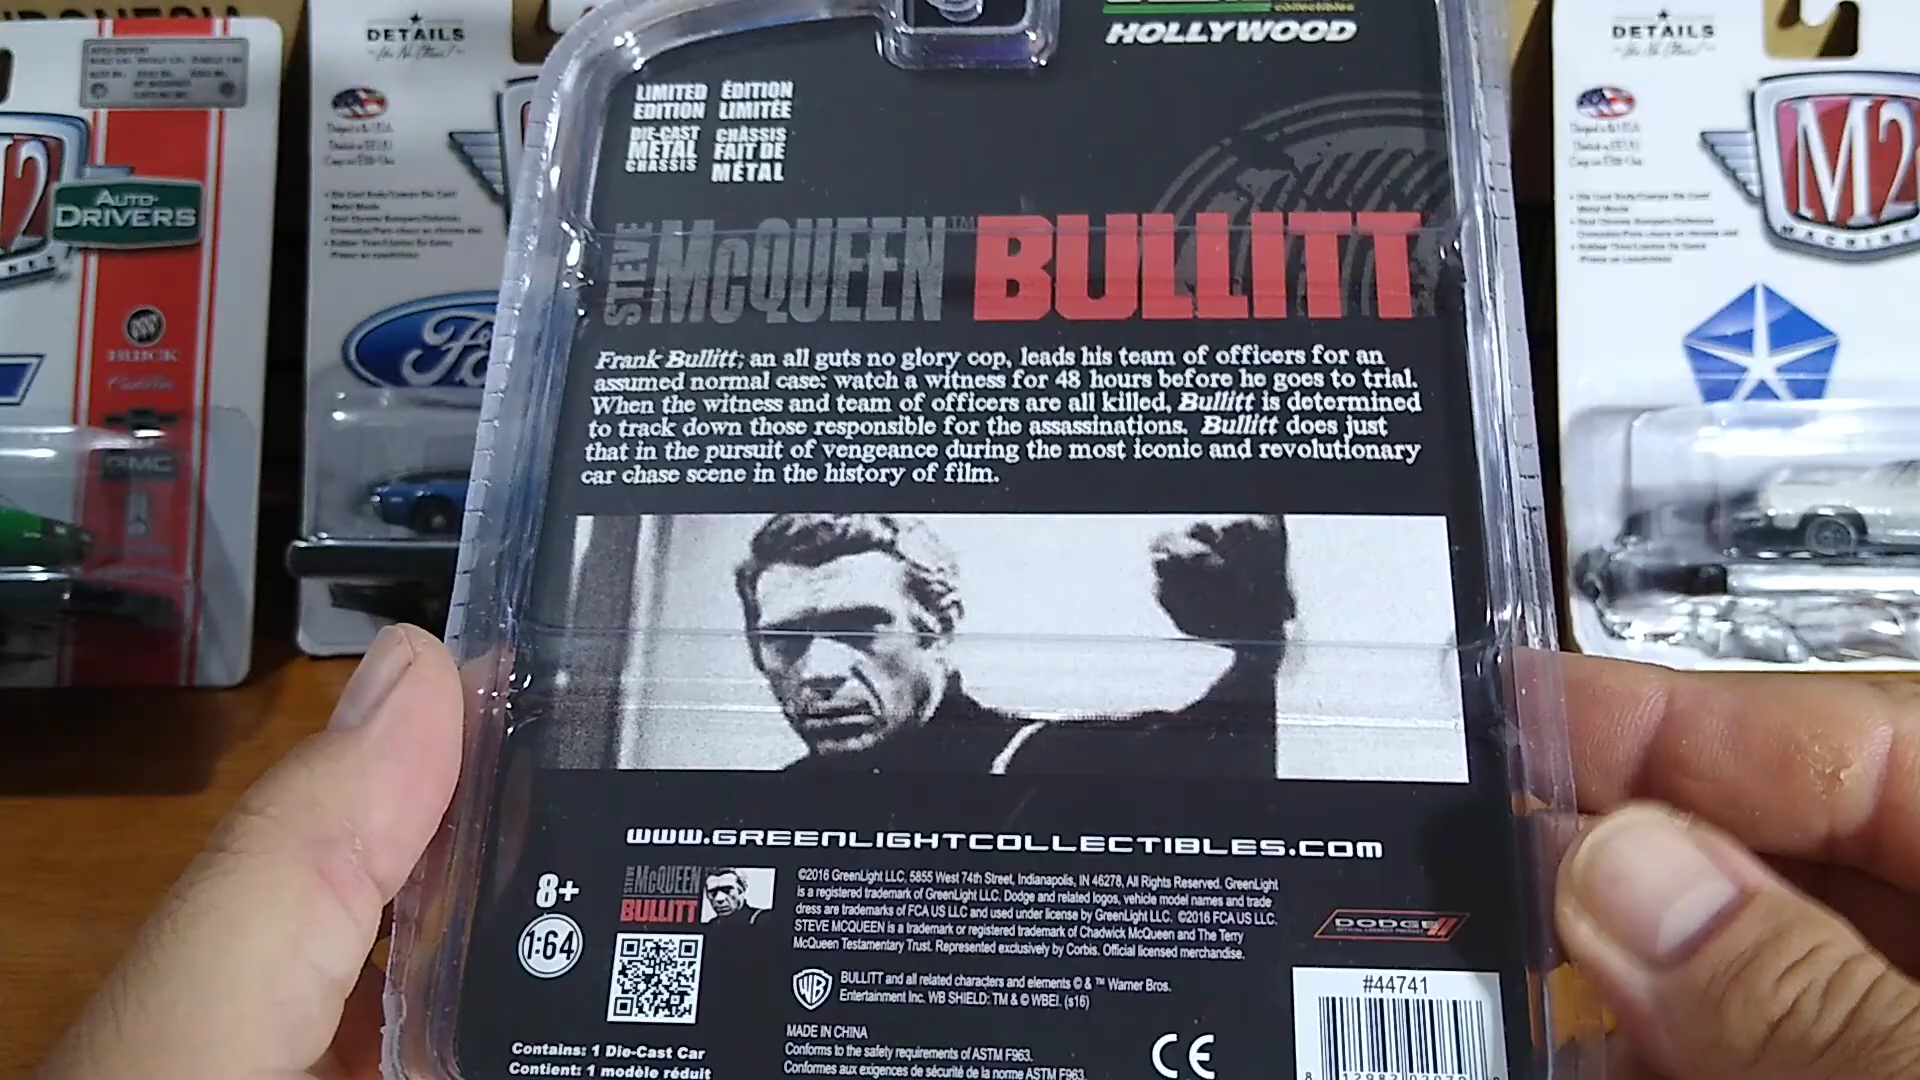 DETAILS
AUTO-DRIVERS
BUICK
Cadillac
GMC
Ford
collectibles
HOLLYWOOD
LIMITED EDITION
ÉDITION LIMITÉE
DIE-CAST METAL CHASSIS
CHÂSSIS FAIT DE MÉTAL
STEVE McQUEEN™ BULLITT
Frank Bullitt; an all guts no glory cop, leads his team of officers for an
assumed normal case: watch a witness for 48 hours before he goes to trial.
When the witness and team of officers are all killed, Bullitt is determined
to track down those responsible for the assassinations. Bullitt does just
that in the pursuit of vengeance during the most iconic and revolutionary
car chase scene in the history of film.
www.GREENLIGHTCOLLECTIBLES.com
8+
1:64
STEVE McQUEEN
BULLITT
©2016 GreenLight LLC, 5855 West 74th Street, Indianapolis, IN 46278, All Rights Reserved. GreenLight
is a registered trademark of GreenLight LLC. Dodge and related logos, vehicle model names and trade
dress are trademarks of FCA US LLC and used under license by GreenLight LLC. ©2016 FCA US LLC.
STEVE MCQUEEN is a trademark or registered trademark of Chadwick McQueen and The Terry
McQueen Testamentary Trust. Represented exclusively by Corbis. Official licensed merchandise.
WB
BULLITT and all related characters and elements © & ™ Warner Bros.
Entertainment Inc. WB SHIELD: TM & © WBEI. (s16)
MADE IN CHINA
Conforms to the safety requirements of ASTM F963.
Conformes aux exigences de sécurité de la norme ASTM F963.
Contains: 1 Die-Cast Car
Contient: 1 modèle réduit
CE
DODGE
#44741
DETAILS
M2
MACHINES